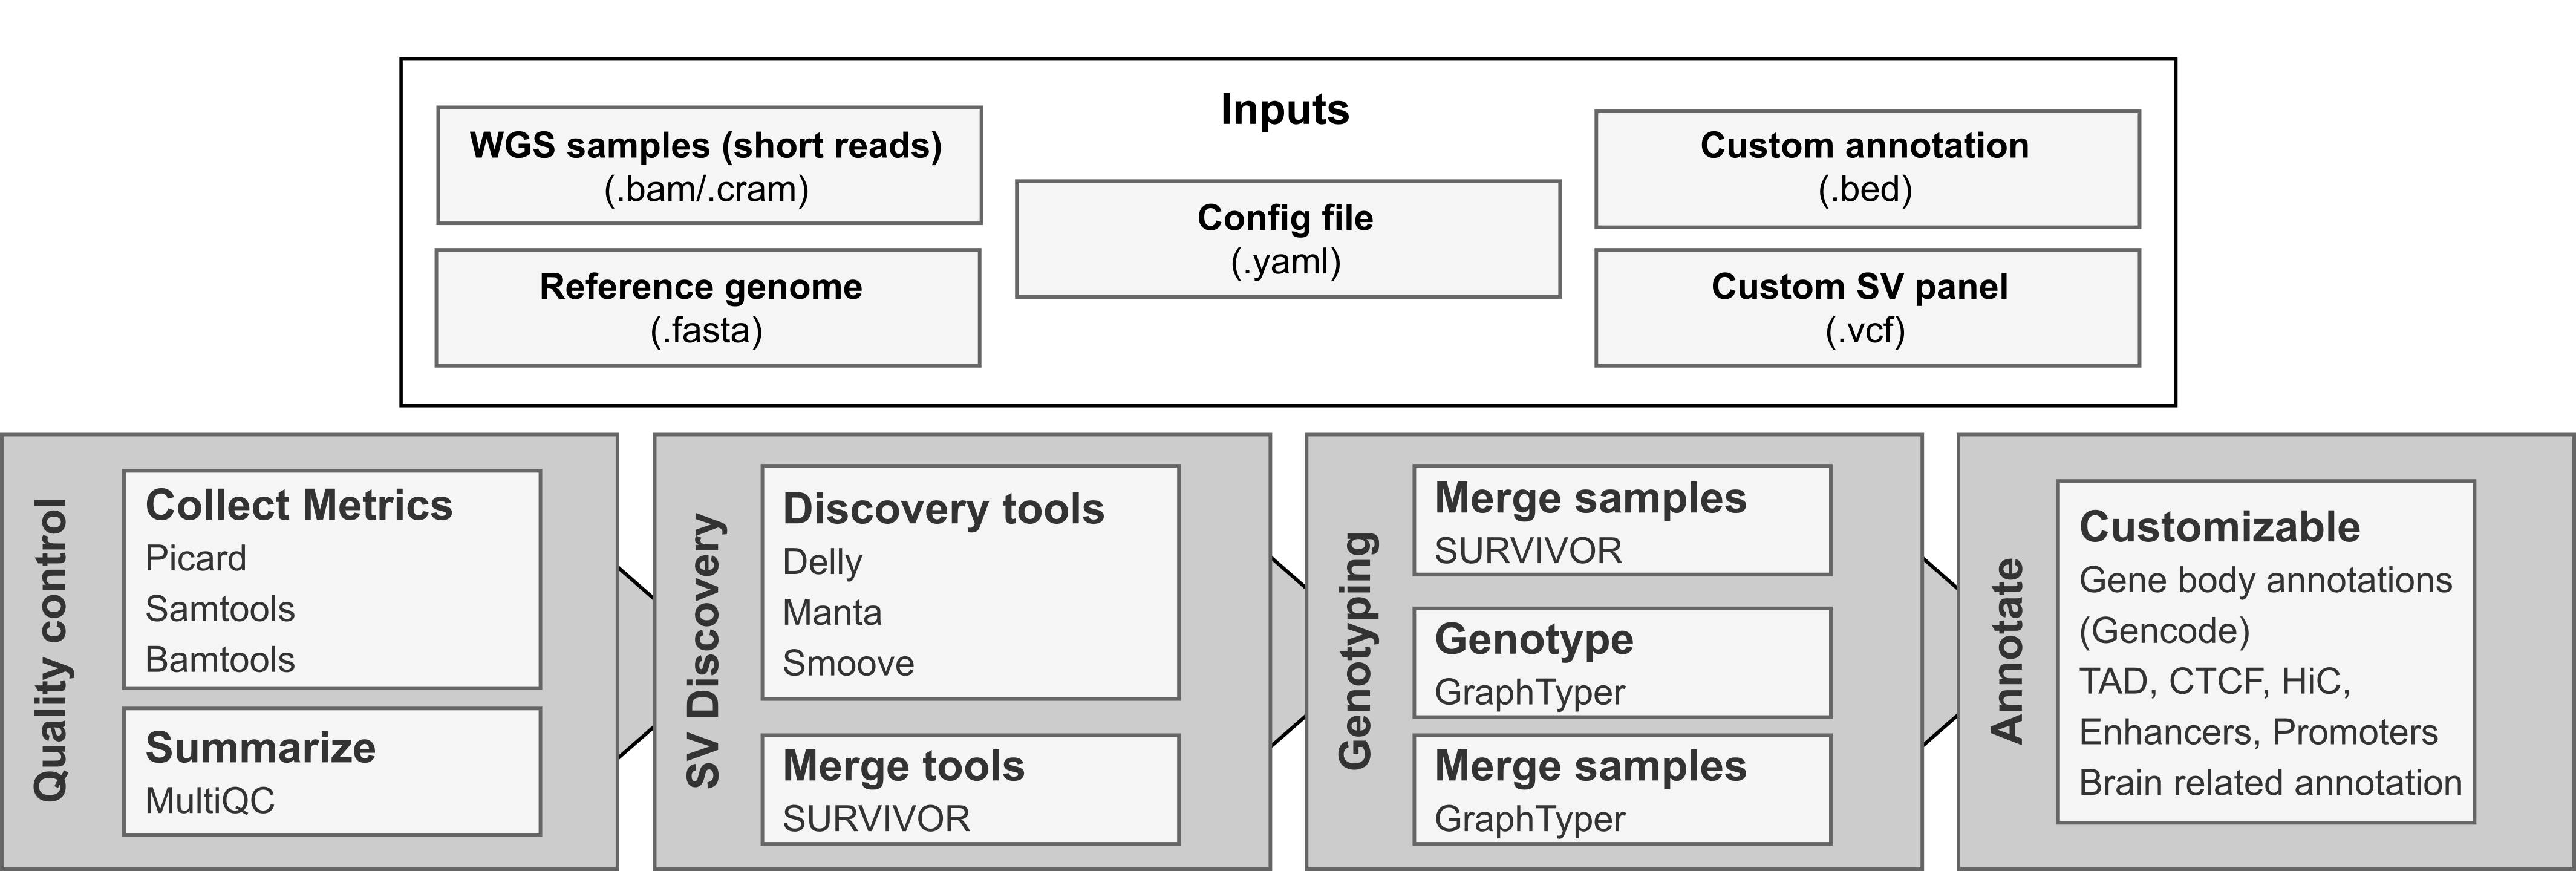 Inputs
WGS samples (short reads)
(.bam/.cram)
Reference genome
(.fasta)
Config file
(.yaml)
Custom annotation
(.bed)
Custom SV panel
(.vcf)
Quality control
Collect Metrics
Picard
Samtools
Bamtools
Summarize
MultiQC
SV Discovery
Discovery tools
Delly
Manta
Smoove
Merge tools
SURVIVOR
Genotyping
Merge samples
SURVIVOR
Genotype
GraphTyper
Merge samples
GraphTyper
Annotate
Customizable
Gene body annotations
(Gencode)
TAD, CTCF, HiC,
Enhancers, Promoters
Brain related annotation